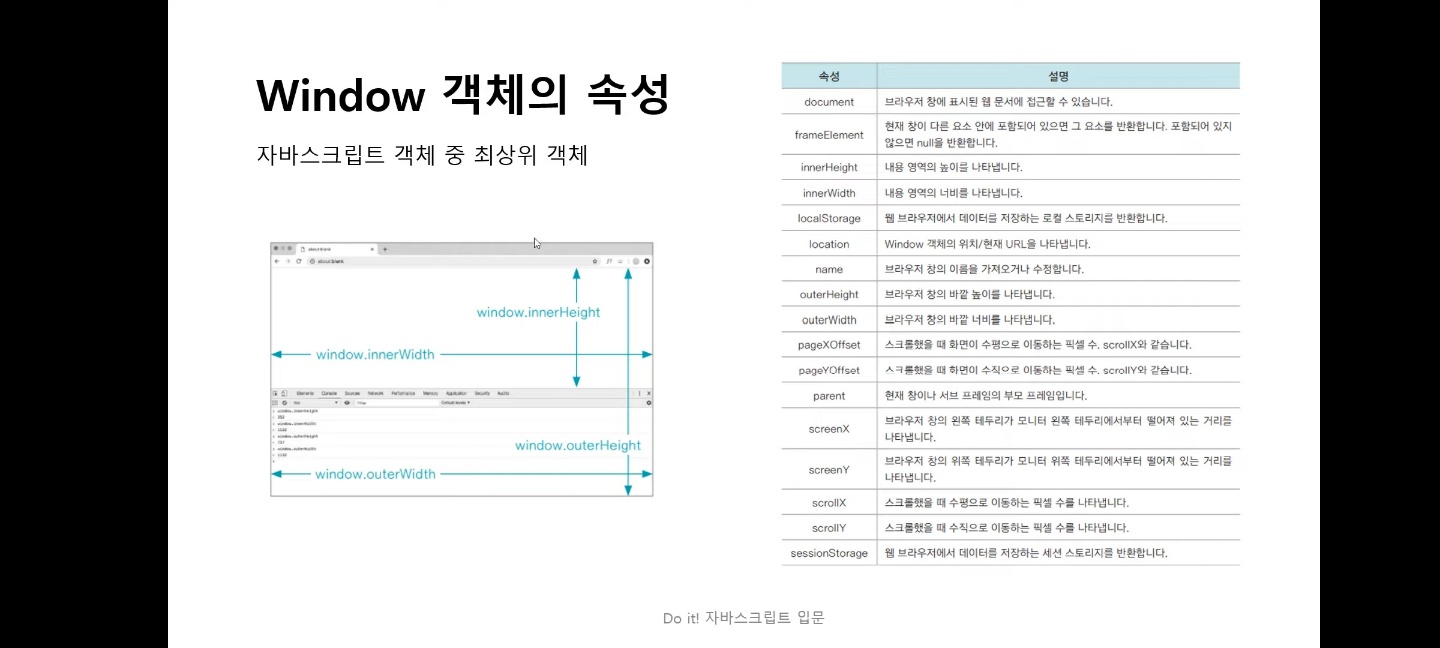 Window 객체의 속성
자바스크립트 객체 중 최상위 객체
about:blank
about:blank
window.innerHeight
window.innerWidth
Elements Console Sources Network Performance Memory Application Security Audits
window.outerHeight
window.outerWidth
속성 설명
document 브라우저 창에 표시된 웹 문서에 접근할 수 있습니다.
frameElement 현재 창이 다른 요소 안에 포함되어 있으면 그 요소를 반환합니다. 포함되어 있지
않으면 null을 반환합니다.
innerHeight 내용 영역의 높이를 나타냅니다.
innerWidth 내용 영역의 너비를 나타냅니다.
localStorage 웹 브라우저에서 데이터를 저장하는 로컬 스토리지를 반환합니다.
location Window 객체의 위치/현재 URL을 나타냅니다.
name 브라우저 창의 이름을 가져오거나 수정합니다.
outerHeight 브라우저 창의 바깥 높이를 나타냅니다.
outerWidth 브라우저 창의 바깥 너비를 나타냅니다.
pageXOffset 스크롤했을 때 화면이 수평으로 이동하는 픽셀 수. scrollX와 같습니다.
pageYOffset 스크롤했을 때 화면이 수직으로 이동하는 픽셀 수. scrollY와 같습니다.
parent 현재 창이나 서브 프레임의 부모 프레임입니다.
screenX 브라우저 창의 왼쪽 테두리가 모니터 왼쪽 테두리에서부터 떨어져 있는 거리를
나타냅니다.
screenY 브라우저 창의 위쪽 테두리가 모니터 위쪽 테두리에서부터 떨어져 있는 거리를
나타냅니다.
scrollX 스크롤했을 때 수평으로 이동하는 픽셀 수를 나타냅니다.
scrollY 스크롤했을 때 수직으로 이동하는 픽셀 수를 나타냅니다.
sessionStorage 웹 브라우저에서 데이터를 저장하는 세션 스토리지를 반환합니다.
Do it! 자바스크립트 입문